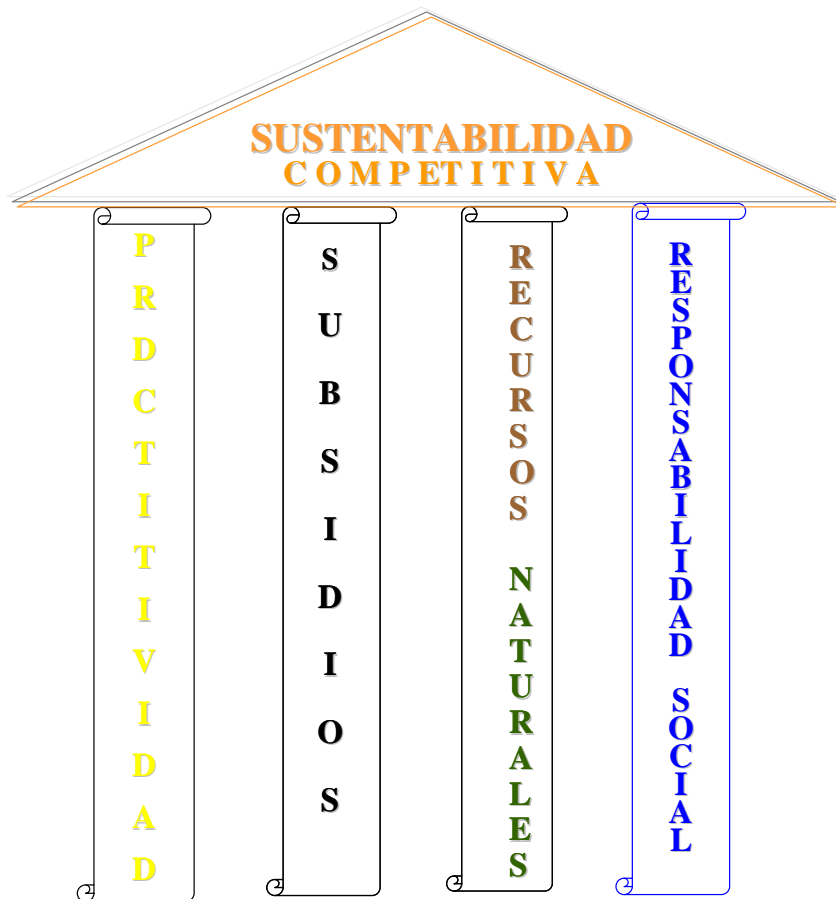 SUSTENTABILIDAD
COMPETITIVA
PRDCTITIVIDAD
SUBSIDIOS
RECURSOS NATURALES
RESPONSABILIDAD SOCIAL